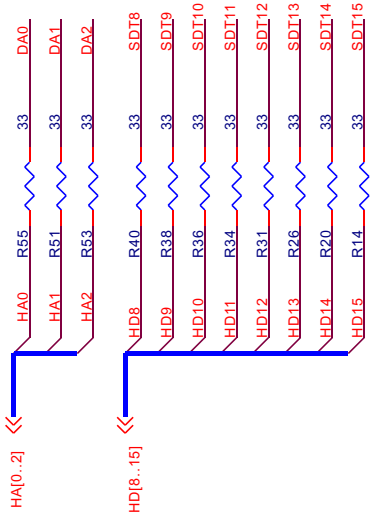 DA0
DA1
DA2
SDT8
SDT9
SDT10
SDT11
SDT12
SDT13
SDT14
SDT15
33
33
33
33
33
33
33
33
33
33
33
R55
R51
R53
R40
R38
R36
R34
R31
R26
R20
R14
HA0
HA1
HA2
HD8
HD9
HD10
HD11
HD12
HD13
HD14
HD15
HA[0..2]
HD[8..15]